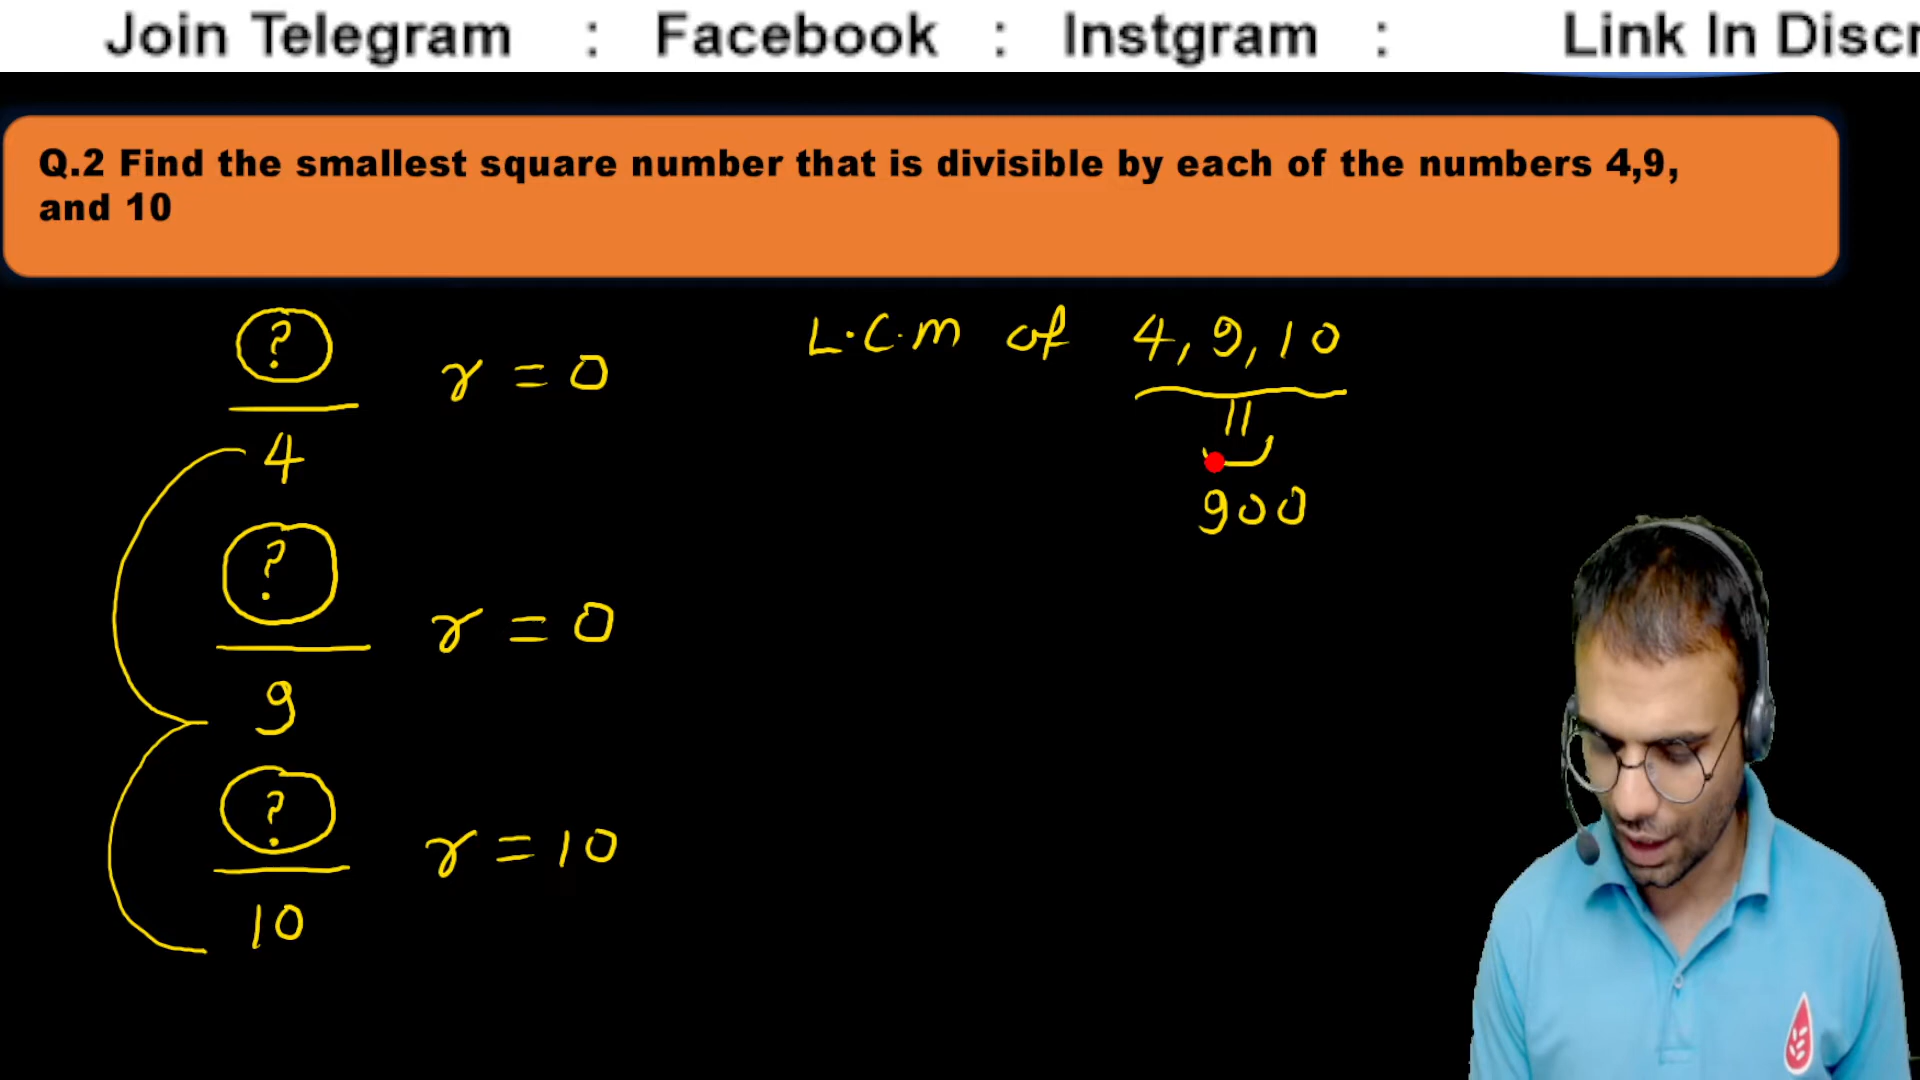 Join Telegram : Facebook : Instgram : Link In Discr
Q.2 Find the smallest square number that is divisible by each of the numbers 4,9,
and 10
? r = 0 L.C.M of 4, 9, 10
4 ||
900
? r = 0
9
? r = 10
10